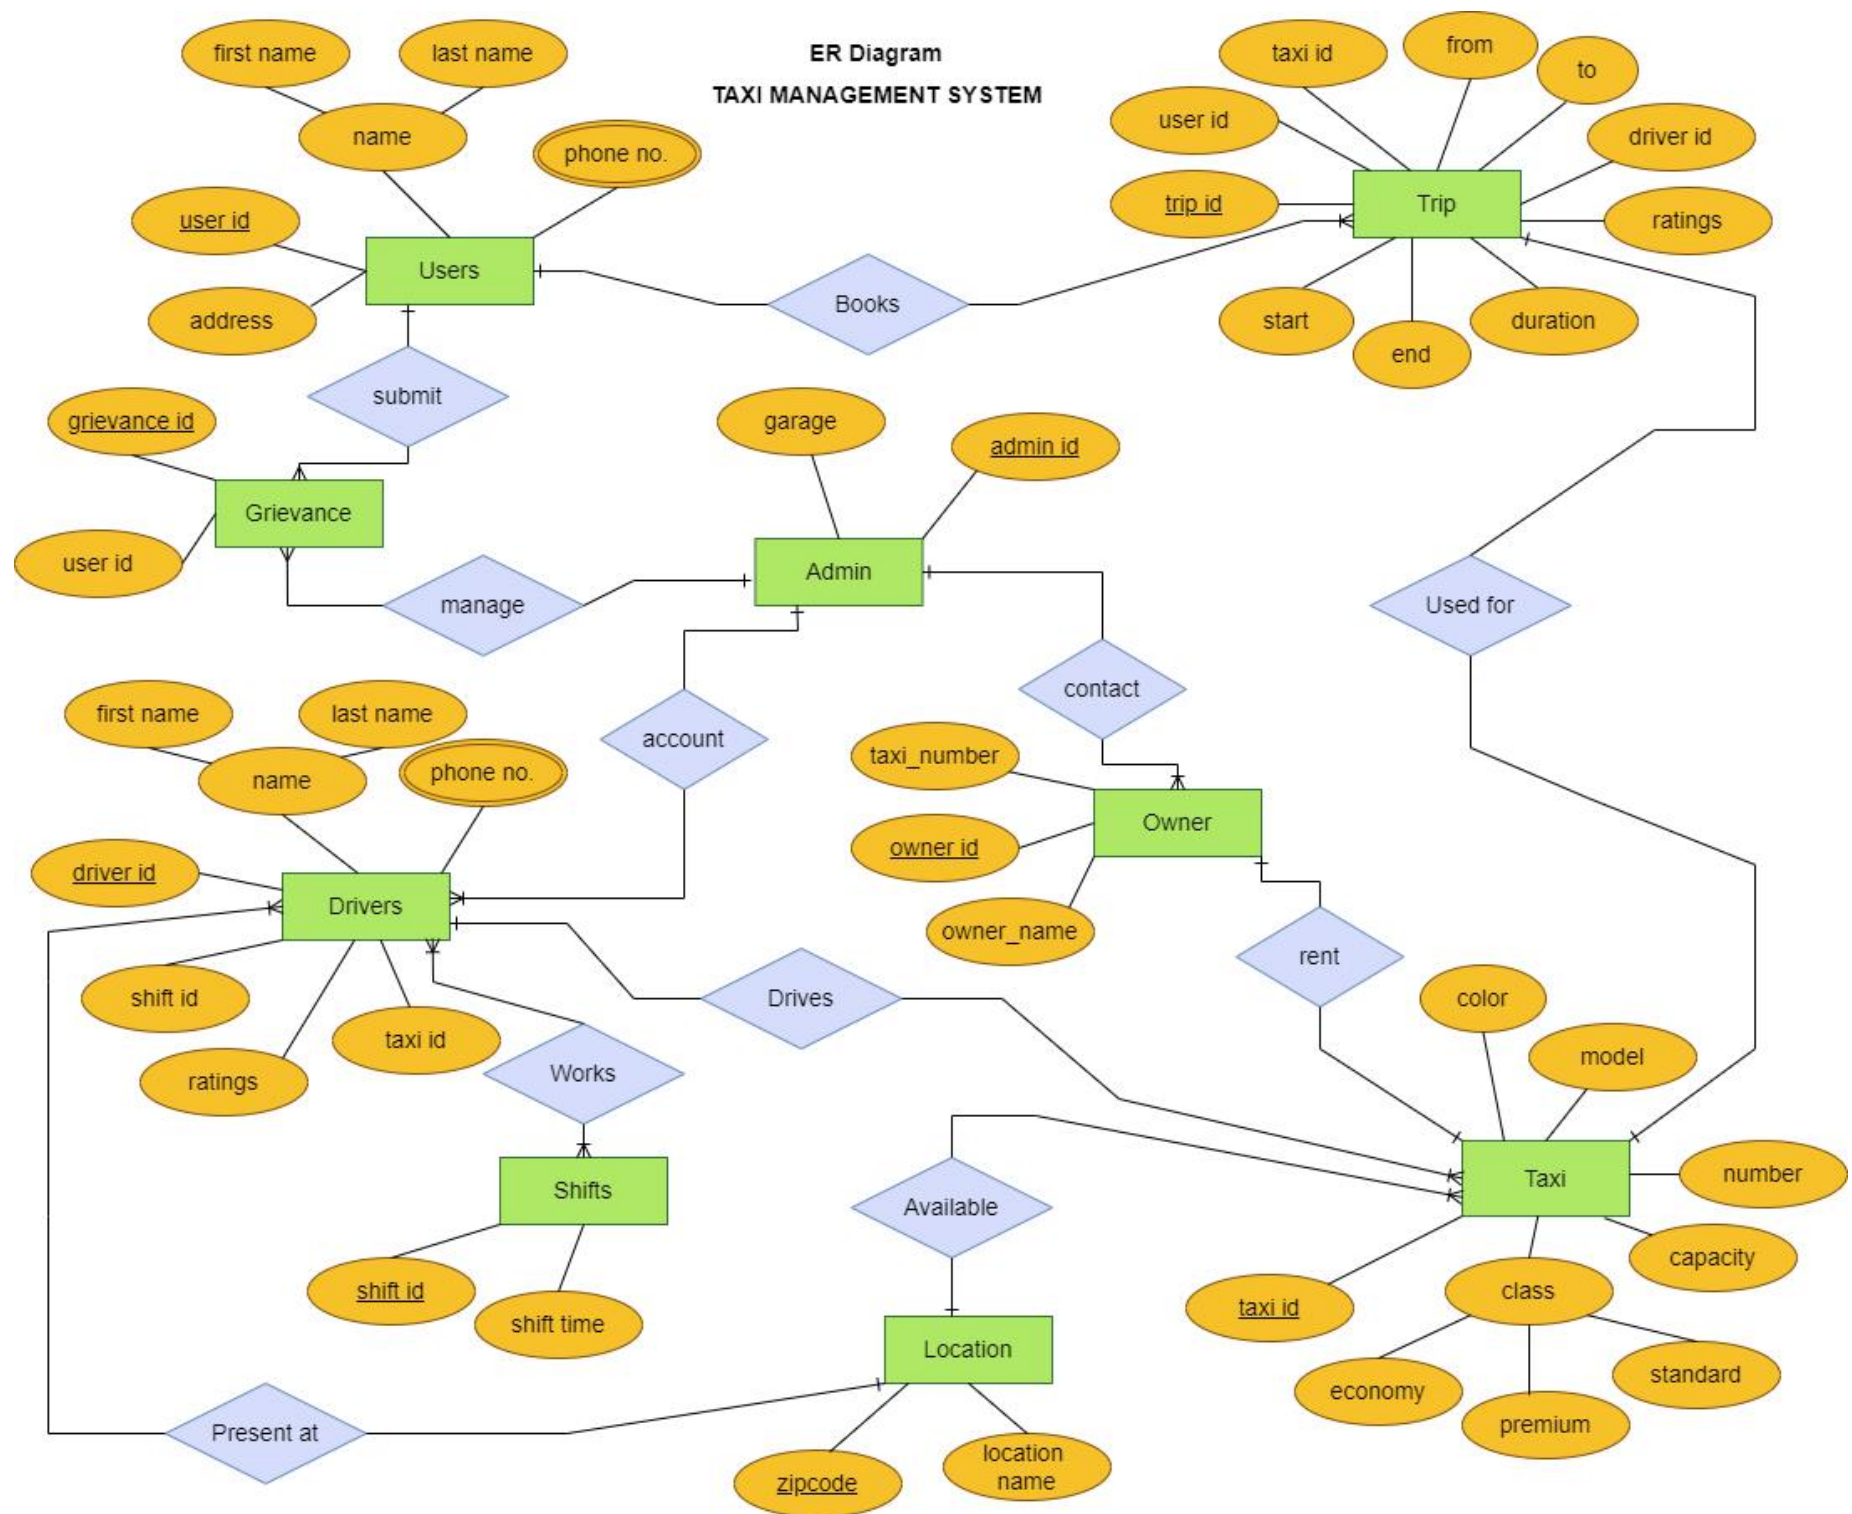 ER Diagram
TAXI MANAGEMENT SYSTEM
first name
last name
name
phone no.
user id
address
Users
Books
taxi id
from
to
user id
driver id
trip id
Trip
ratings
start
end
duration
submit
grievance id
Grievance
user id
manage
garage
admin id
Admin
Used for
account
contact
first name
last name
name
phone no.
driver id
Drivers
shift id
ratings
taxi id
taxi_number
owner id
owner_name
Owner
rent
Drives
Works
Shifts
shift id
shift time
Available
color
model
Taxi
number
capacity
taxi id
class
economy
premium
standard
Location
Present at
zipcode
location
name